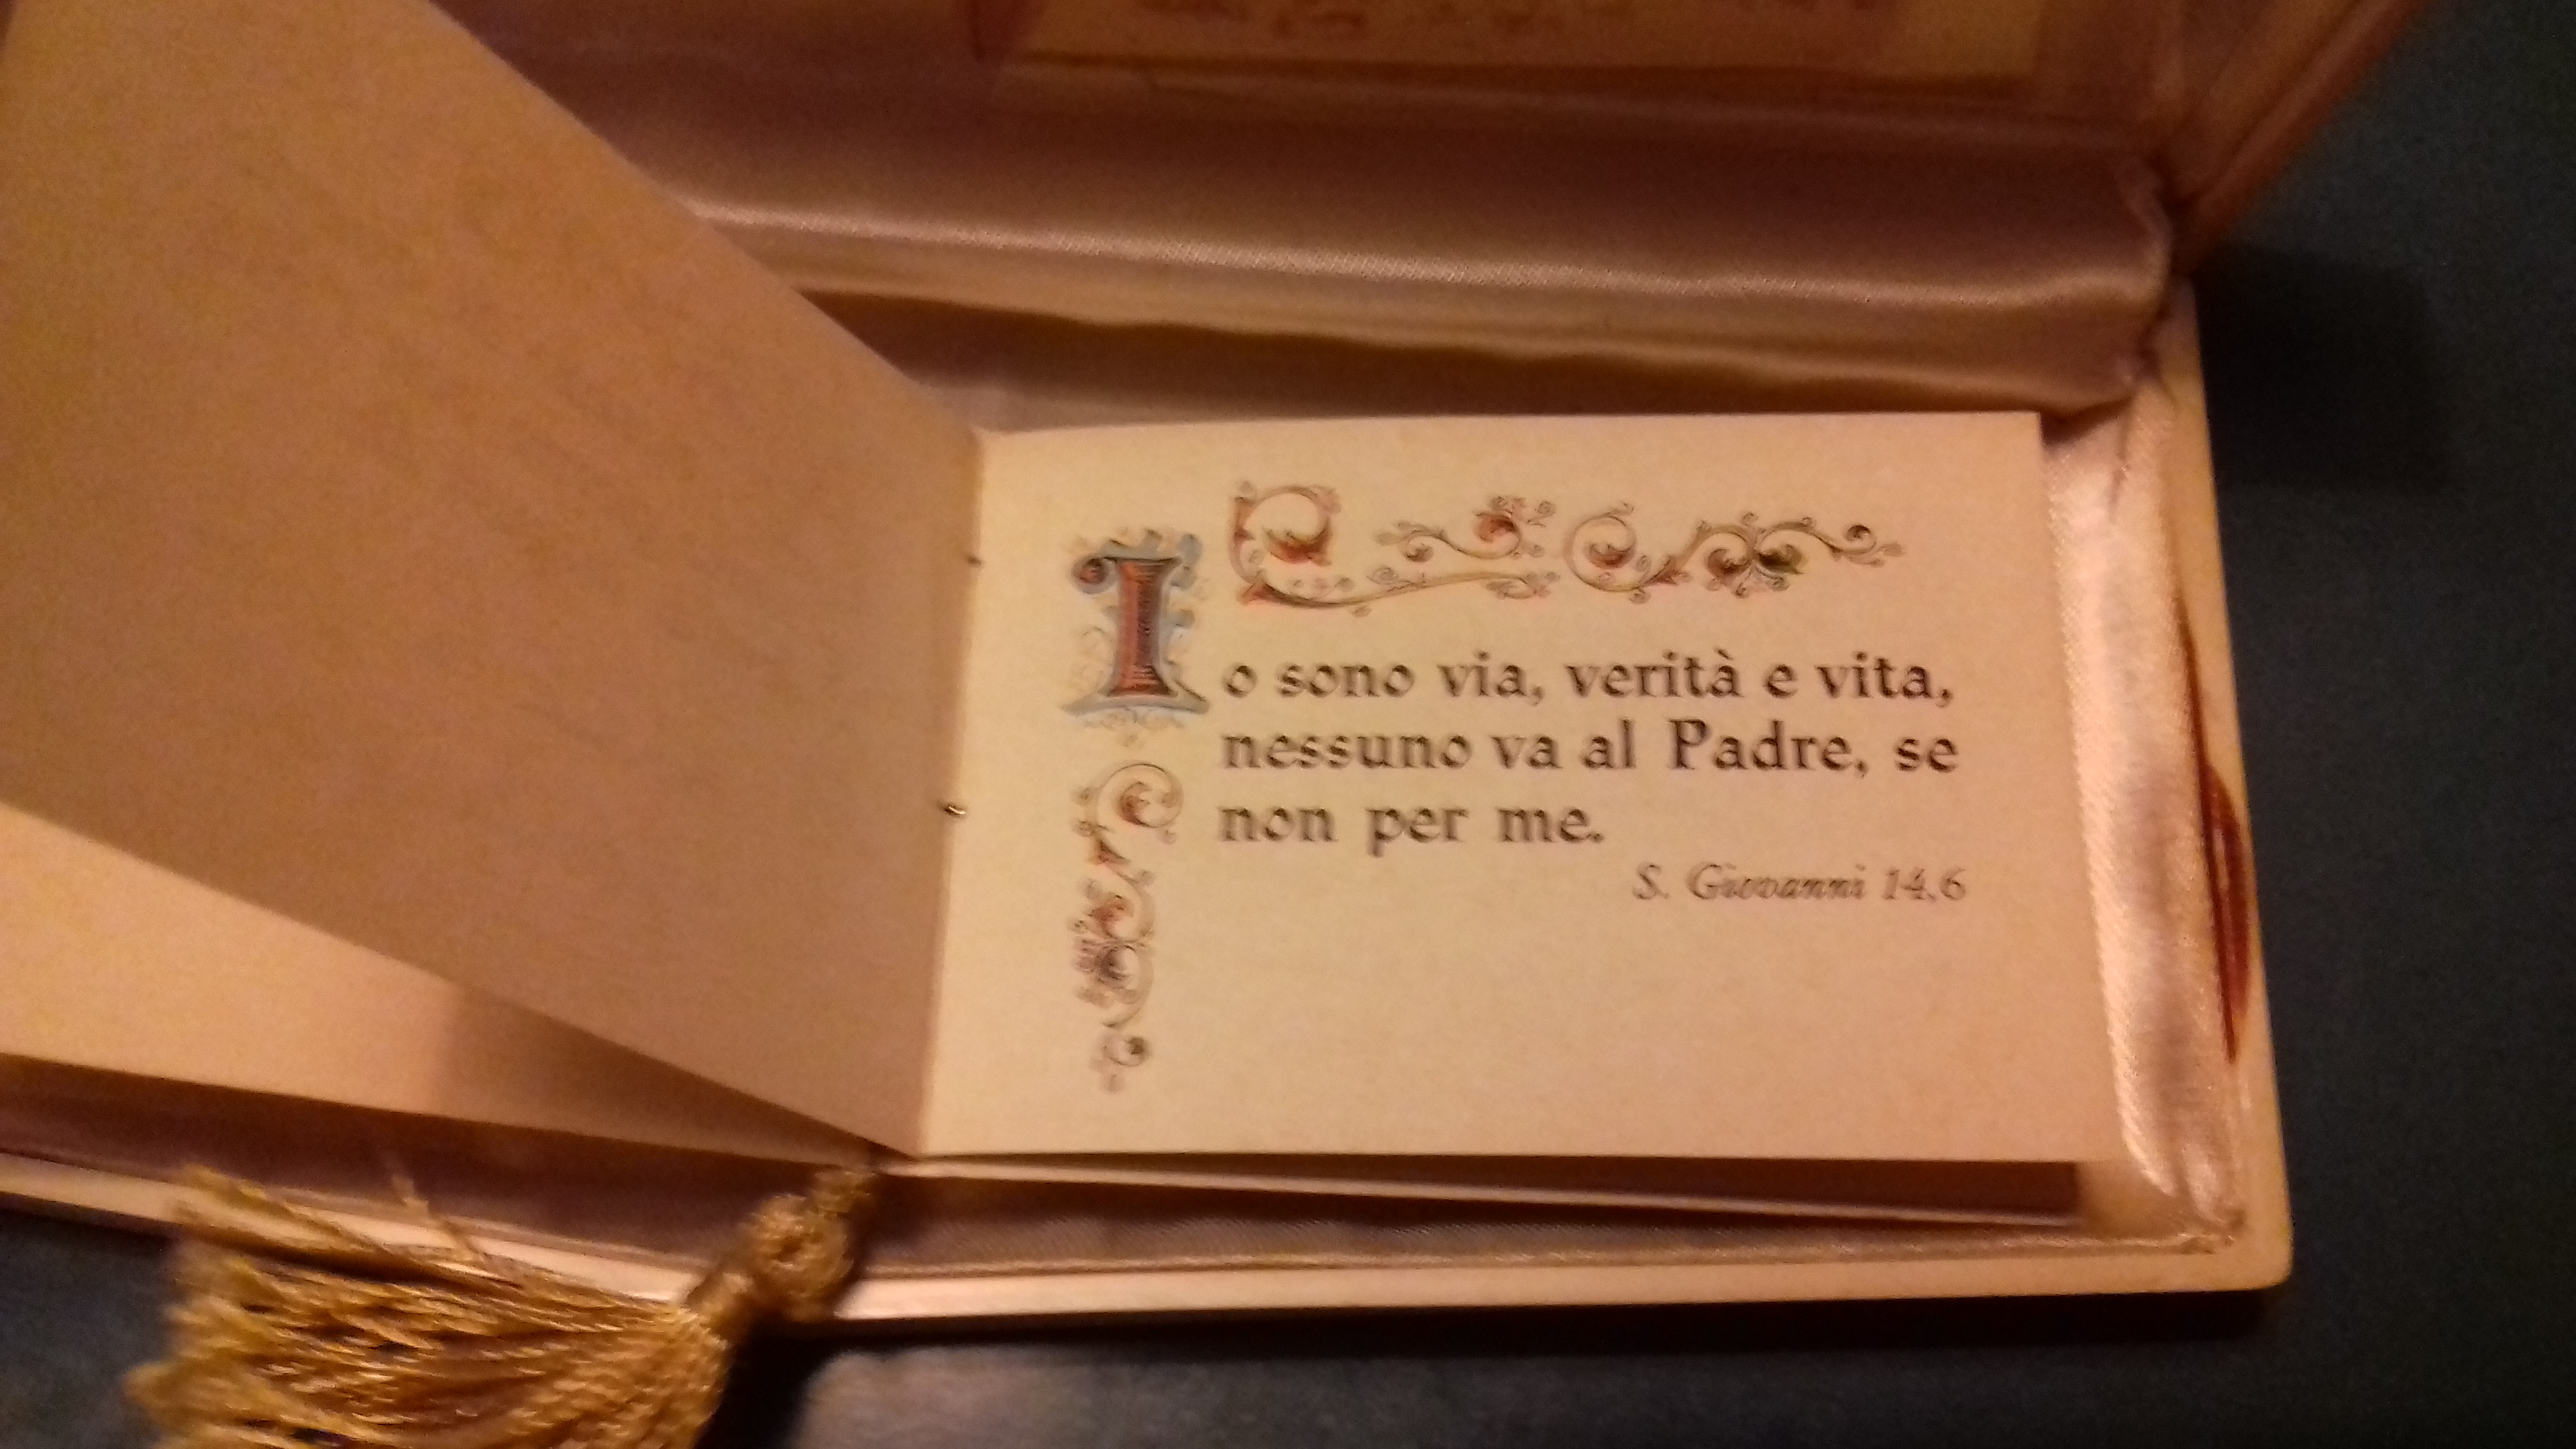 Io sono via, verità e vita,
nessuno va al Padre, se
non per me.
S. Giovanni 14,6